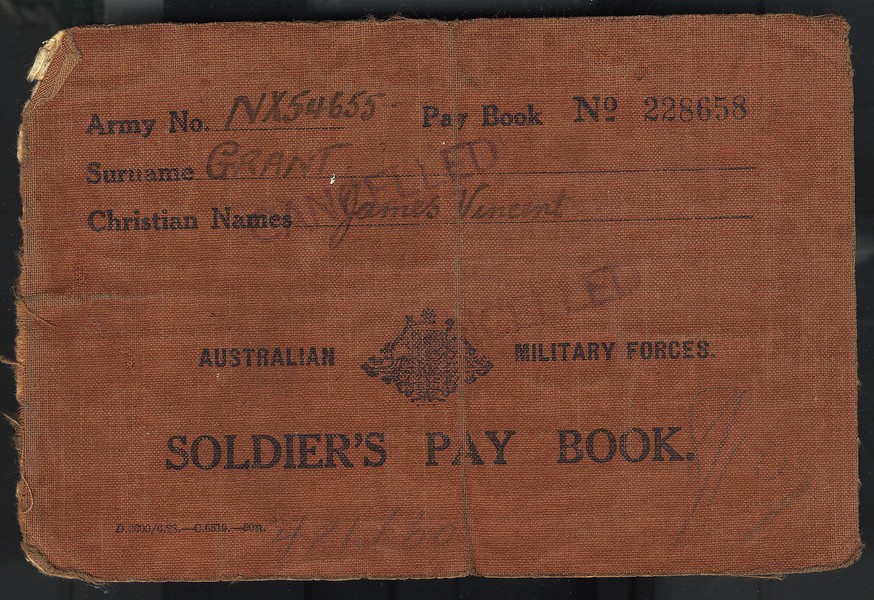 Army No. NX54655 Pay Book Nº 228658
Surname GRANT
CANCELLED
Christian Names James Vincent
CANCELLED
AUSTRALIAN MILITARY FORCES.
SOLDIER'S PAY BOOK.